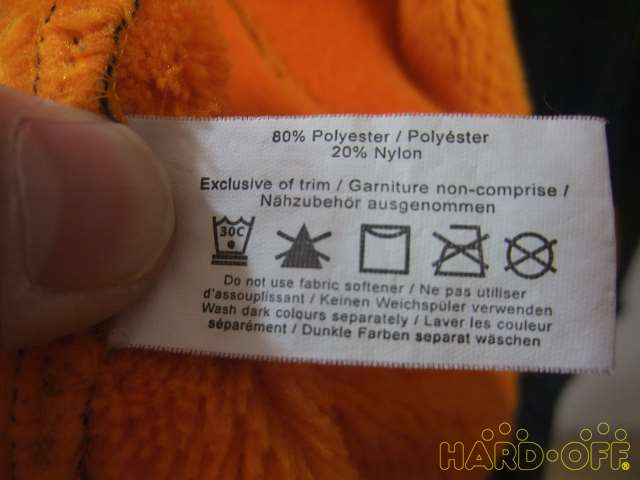 80% Polyester / Polyéster
20% Nylon
Exclusive of trim / Garniture non-comprise /
Nähzubehör ausgenommen
30C
Do not use fabric softener / Ne pas utiliser
d'assouplissant / Keinen Weichspüler verwenden
Wash dark colours separately / Laver les couleur
séparément / Dunkle Farben separat wäschen
HARD·OFF®